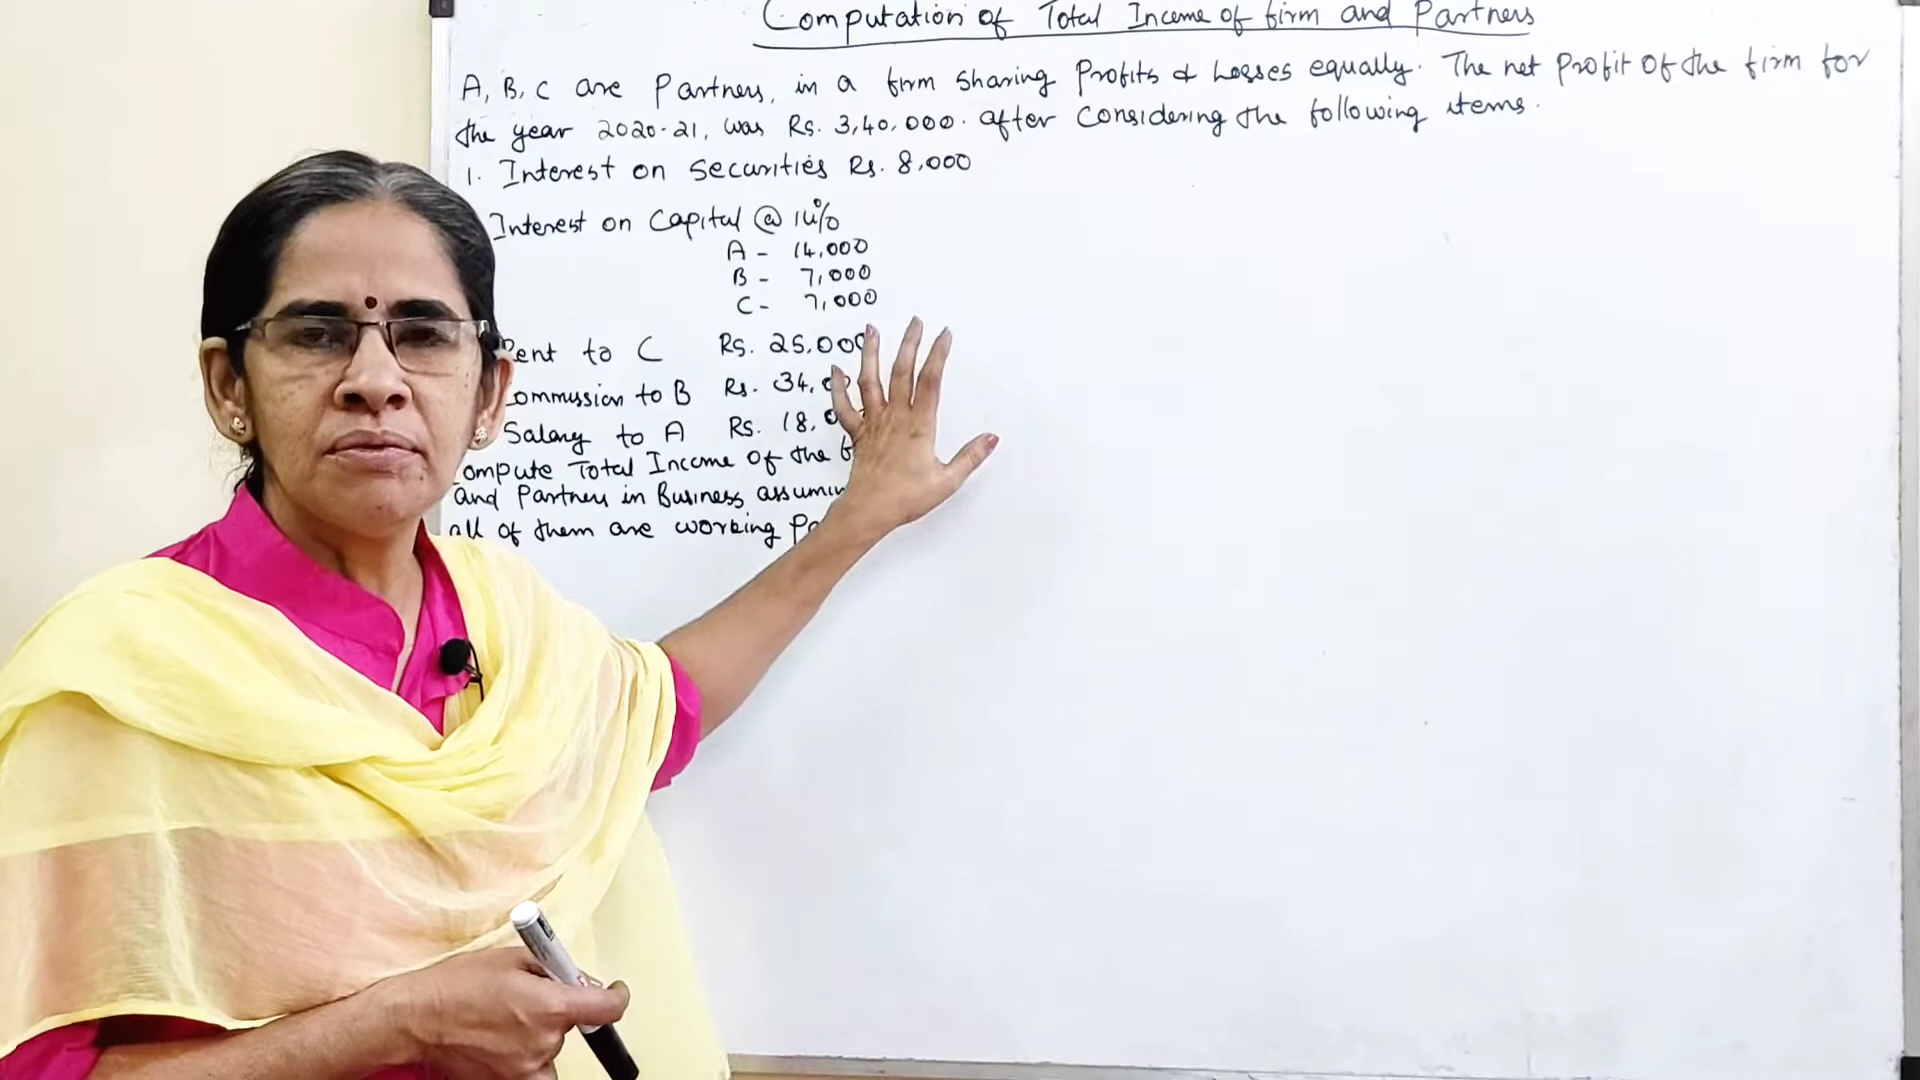 Computation of Total Income of firm and Partners
A, B, C are Partners, in a firm sharing Profits & Losses equally. The net Profit of the firm for
the year 2020-21, was Rs. 3,40,000. after considering the following items.
1. Interest on Securities Rs. 8,000
Interest on Capital @ 14%
A - 14,000
B - 7,000
C - 7,000
Rent to C Rs. 25,000
Commission to B Rs. 34,0
Salary to A Rs. 18,0
Compute Total Income of the f
and Partners in Business assumin
all of them are working Pa